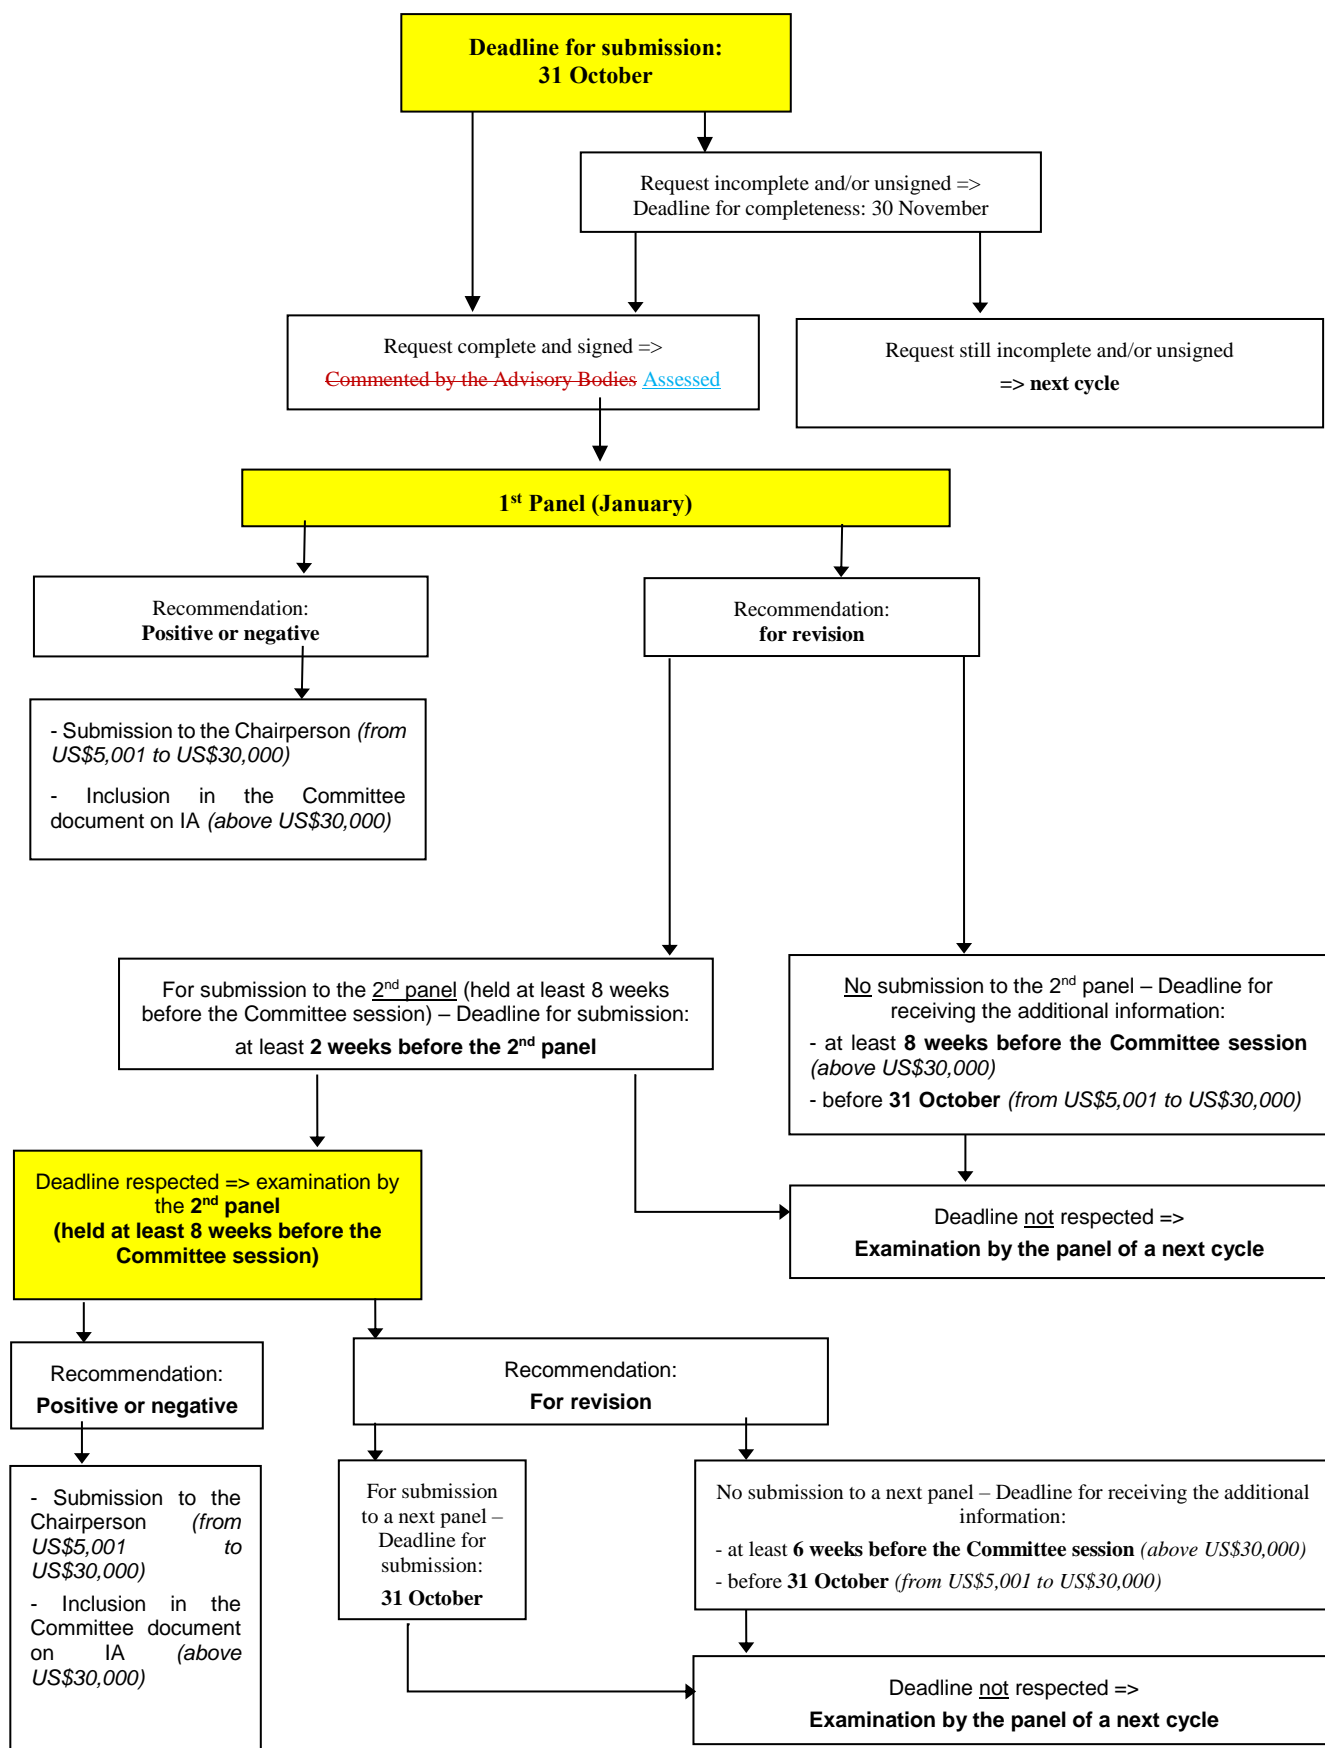 Deadline for submission:
31 October
Request incomplete and/or unsigned =>
Deadline for completeness: 30 November
Request complete and signed =>
Commented by the Advisory Bodies Assessed
Request still incomplete and/or unsigned
=> next cycle
1st Panel (January)
Recommendation:
Positive or negative
Recommendation:
for revision
- Submission to the Chairperson (from
US$5,001 to US$30,000)
- Inclusion in the Committee
document on IA (above US$30,000)
For submission to the 2nd panel (held at least 8 weeks
before the Committee session) – Deadline for submission:
at least 2 weeks before the 2nd panel
No submission to the 2nd panel – Deadline for
receiving the additional information:
- at least 8 weeks before the Committee session
(above US$30,000)
- before 31 October (from US$5,001 to US$30,000)
Deadline respected => examination by
the 2nd panel
(held at least 8 weeks before the
Committee session)
Deadline not respected =>
Examination by the panel of a next cycle
Recommendation:
Positive or negative
Recommendation:
For revision
- Submission to the
Chairperson (from
US$5,001 to
US$30,000)
- Inclusion in the
Committee document
on IA (above
US$30,000)
For submission
to a next panel –
Deadline for
submission:
31 October
No submission to a next panel – Deadline for receiving the additional
information:
- at least 6 weeks before the Committee session (above US$30,000)
- before 31 October (from US$5,001 to US$30,000)
Deadline not respected =>
Examination by the panel of a next cycle